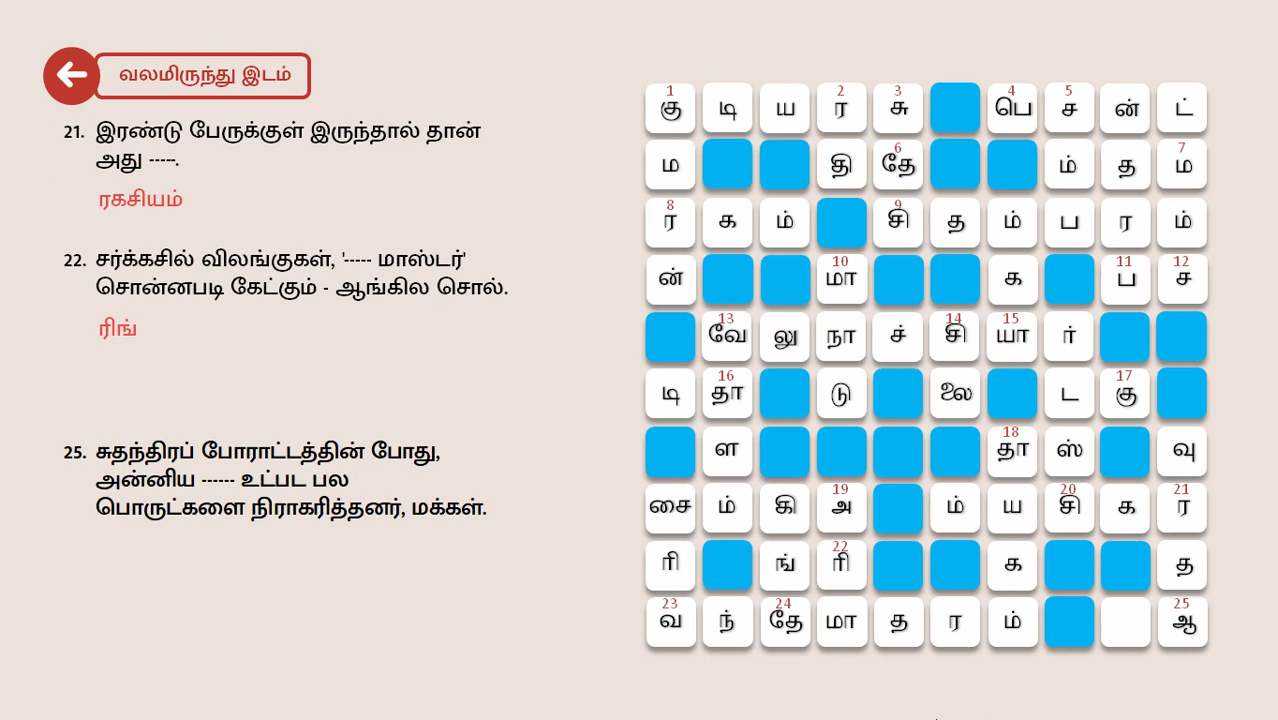 வலமிருந்து இடம்
21. இரண்டு பேருக்குள் இருந்தால் தான்
அது -----.
ரகசியம்
22. சர்க்கசில் விலங்குகள், '----- மாஸ்டர்'
சொன்னபடி கேட்கும் - ஆங்கில சொல்.
ரிங்
25. சுதந்திரப் போராட்டத்தின் போது,
அன்னிய ------ உட்பட பல
பொருட்களை நிராகரித்தனர், மக்கள்.
1 2 3 4 5
கு டி ய ர சு பெ ச ன் ட்
6 7
ம தி தே ம் த ம
8 9
ர க ம் சி த ம் ப ர ம்
10 11 12
ன் மா க ப ச
13 14 15
வே லு நா ச் சி யா ர்
16 17
டி தா டு லை ட கு
18
ள தா ஸ் வு
19 20 21
சை ம் கி அ ம் ய சி க ர
22
ரி ங் ரி க த
23 24 25
வ ந் தே மா த ர ம் ஆ